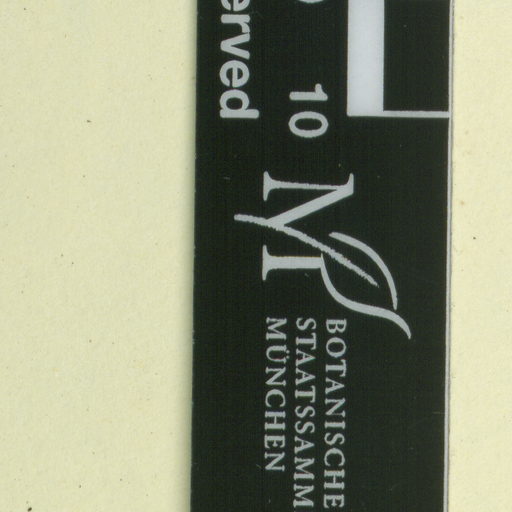 erved
10
BOTANISCHE
STAATSSAMM
MÜNCHEN